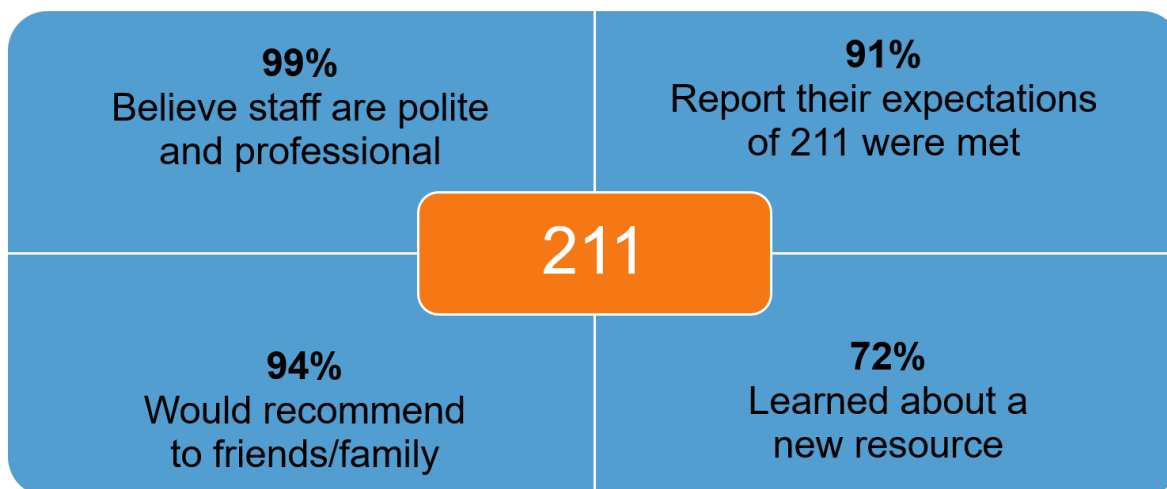 99%
Believe staff are polite
and professional
91%
Report their expectations
of 211 were met
211
94%
Would recommend
to friends/family
72%
Learned about a
new resource